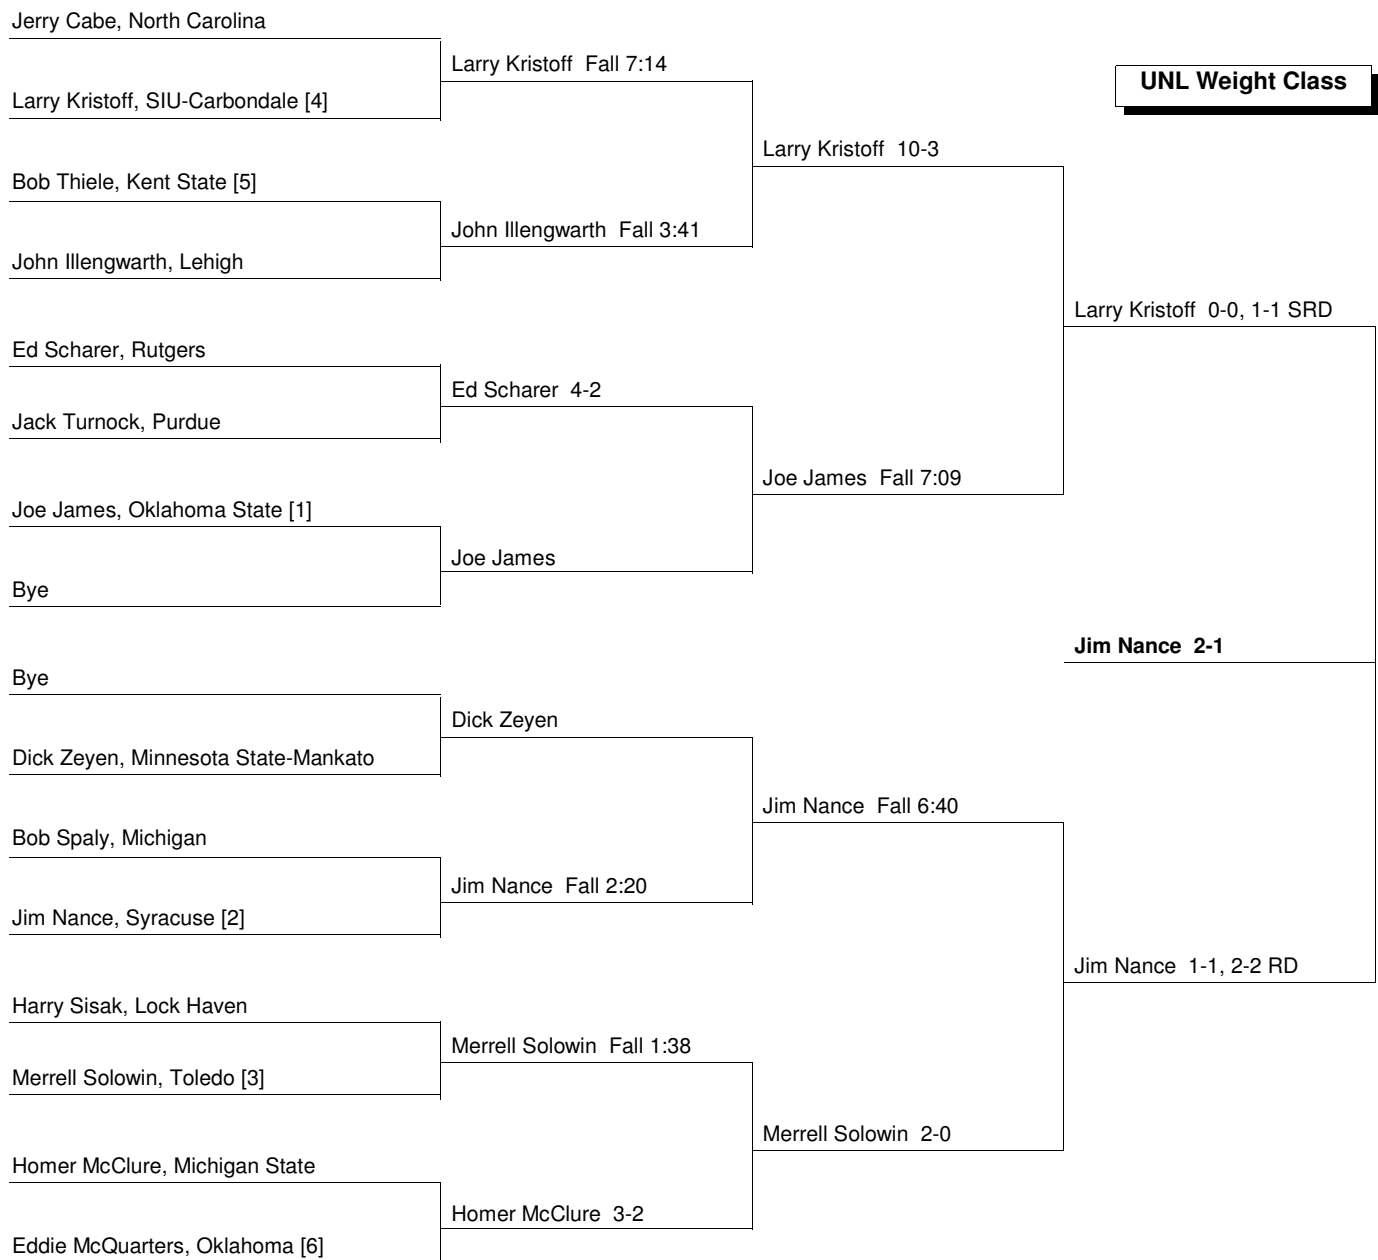 Jerry Cabe, North Carolina
Larry Kristoff Fall 7:14
UNL Weight Class
Larry Kristoff, SIU-Carbondale [4]
Larry Kristoff 10-3
Bob Thiele, Kent State [5]
John Illengwarth Fall 3:41
John Illengwarth, Lehigh
Larry Kristoff 0-0, 1-1 SRD
Ed Scharer, Rutgers
Ed Scharer 4-2
Jack Turnock, Purdue
Joe James Fall 7:09
Joe James, Oklahoma State [1]
Joe James
Bye
Jim Nance 2-1
Bye
Dick Zeyen
Dick Zeyen, Minnesota State-Mankato
Jim Nance Fall 6:40
Bob Spaly, Michigan
Jim Nance Fall 2:20
Jim Nance, Syracuse [2]
Jim Nance 1-1, 2-2 RD
Harry Sisak, Lock Haven
Merrell Solowin Fall 1:38
Merrell Solowin, Toledo [3]
Merrell Solowin 2-0
Homer McClure, Michigan State
Homer McClure 3-2
Eddie McQuarters, Oklahoma [6]